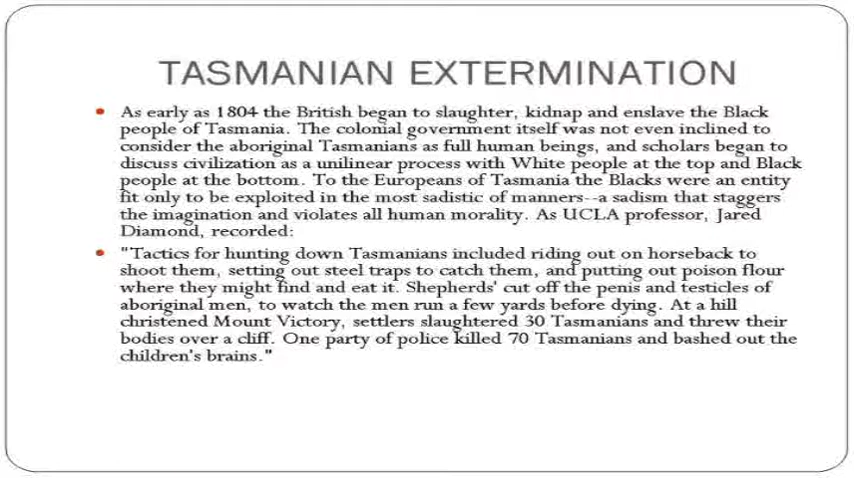 TASMANIAN EXTERMINATION
• As early as 1804 the British began to slaughter, kidnap and enslave the Black
people of Tasmania. The colonial government itself was not even inclined to
consider the aboriginal Tasmanians as full human beings, and scholars began to
discuss civilization as a unilinear process with White people at the top and Black
people at the bottom. To the Europeans of Tasmania the Blacks were an entity
fit only to be exploited in the most sadistic of manners--a sadism that staggers
the imagination and violates all human morality. As UCLA professor, Jared
Diamond, recorded:
• "Tactics for hunting down Tasmanians included riding out on horseback to
shoot them, setting out steel traps to catch them, and putting out poison flour
where they might find and eat it. Shepherds' cut off the penis and testicles of
aboriginal men, to watch the men run a few yards before dying. At a hill
christened Mount Victory, settlers slaughtered 30 Tasmanians and threw their
bodies over a cliff. One party of police killed 70 Tasmanians and bashed out the
children's brains."